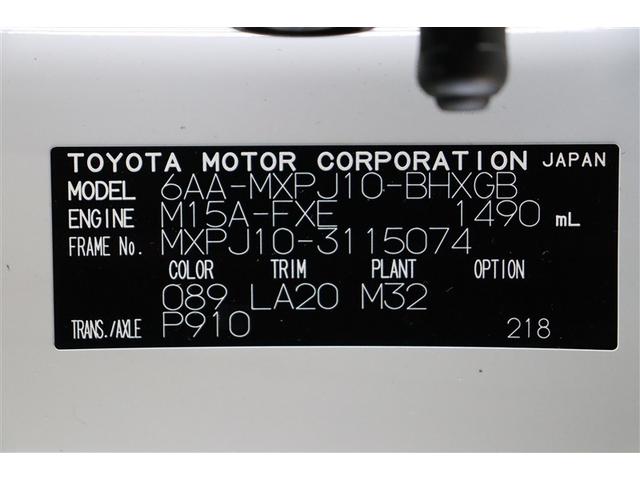 TOYOTA MOTOR CORPORATION JAPAN
MODEL 6AA-MXPJ10-BHXGB
ENGINE M15A-FXE 1490 mL
FRAME No. MXPJ10-3115074
COLOR TRIM PLANT OPTION
089 LA20 M32
TRANS./AXLE P910 218